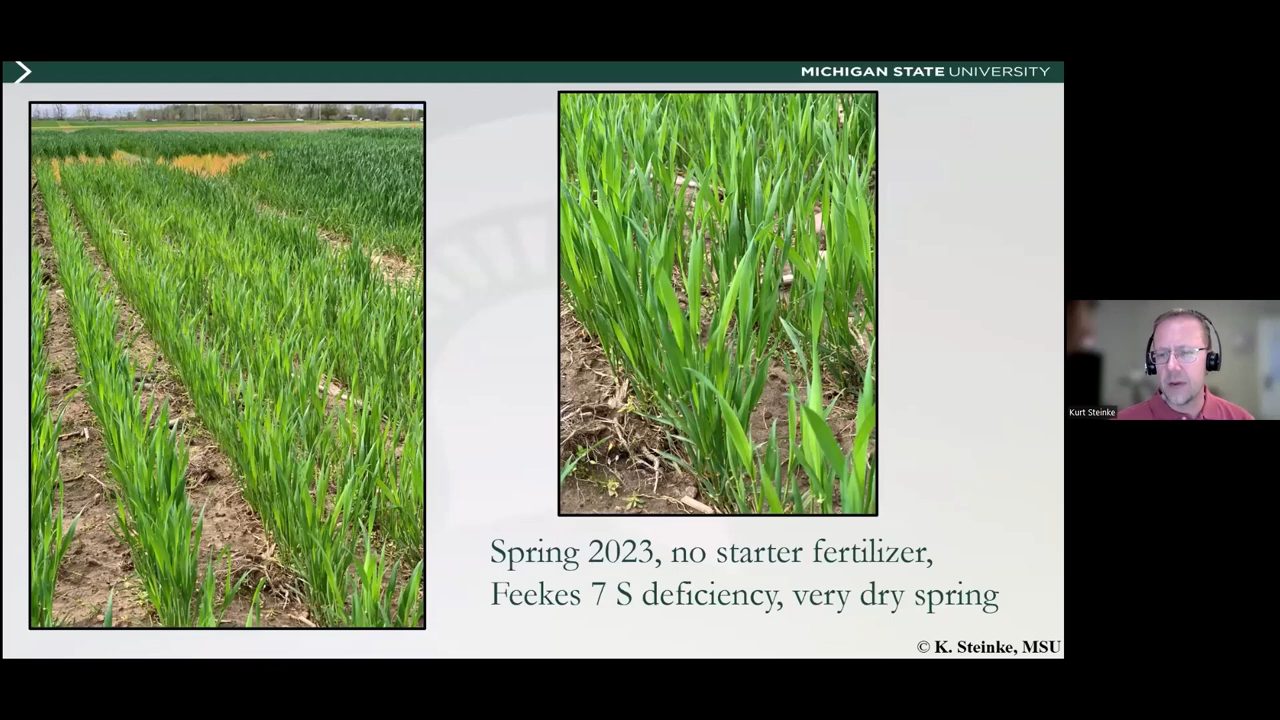 MICHIGAN STATE UNIVERSITY
Spring 2023, no starter fertilizer,
Feekes 7 S deficiency, very dry spring
© K. Steinke, MSU
Kurt Steinke